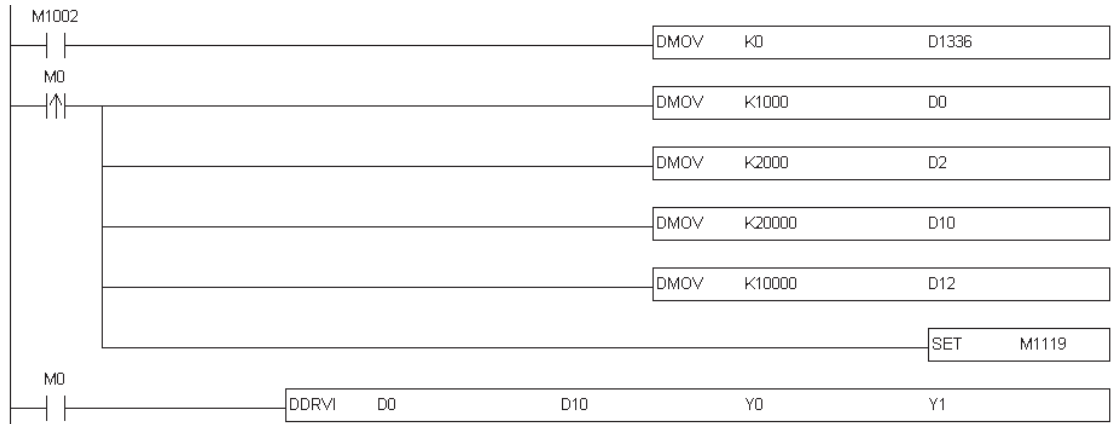 M1002
DMOV K0 D1336
M0
DMOV K1000 D0
DMOV K2000 D2
DMOV K20000 D10
DMOV K10000 D12
SET M1119
M0
DDRVI D0 D10 Y0 Y1